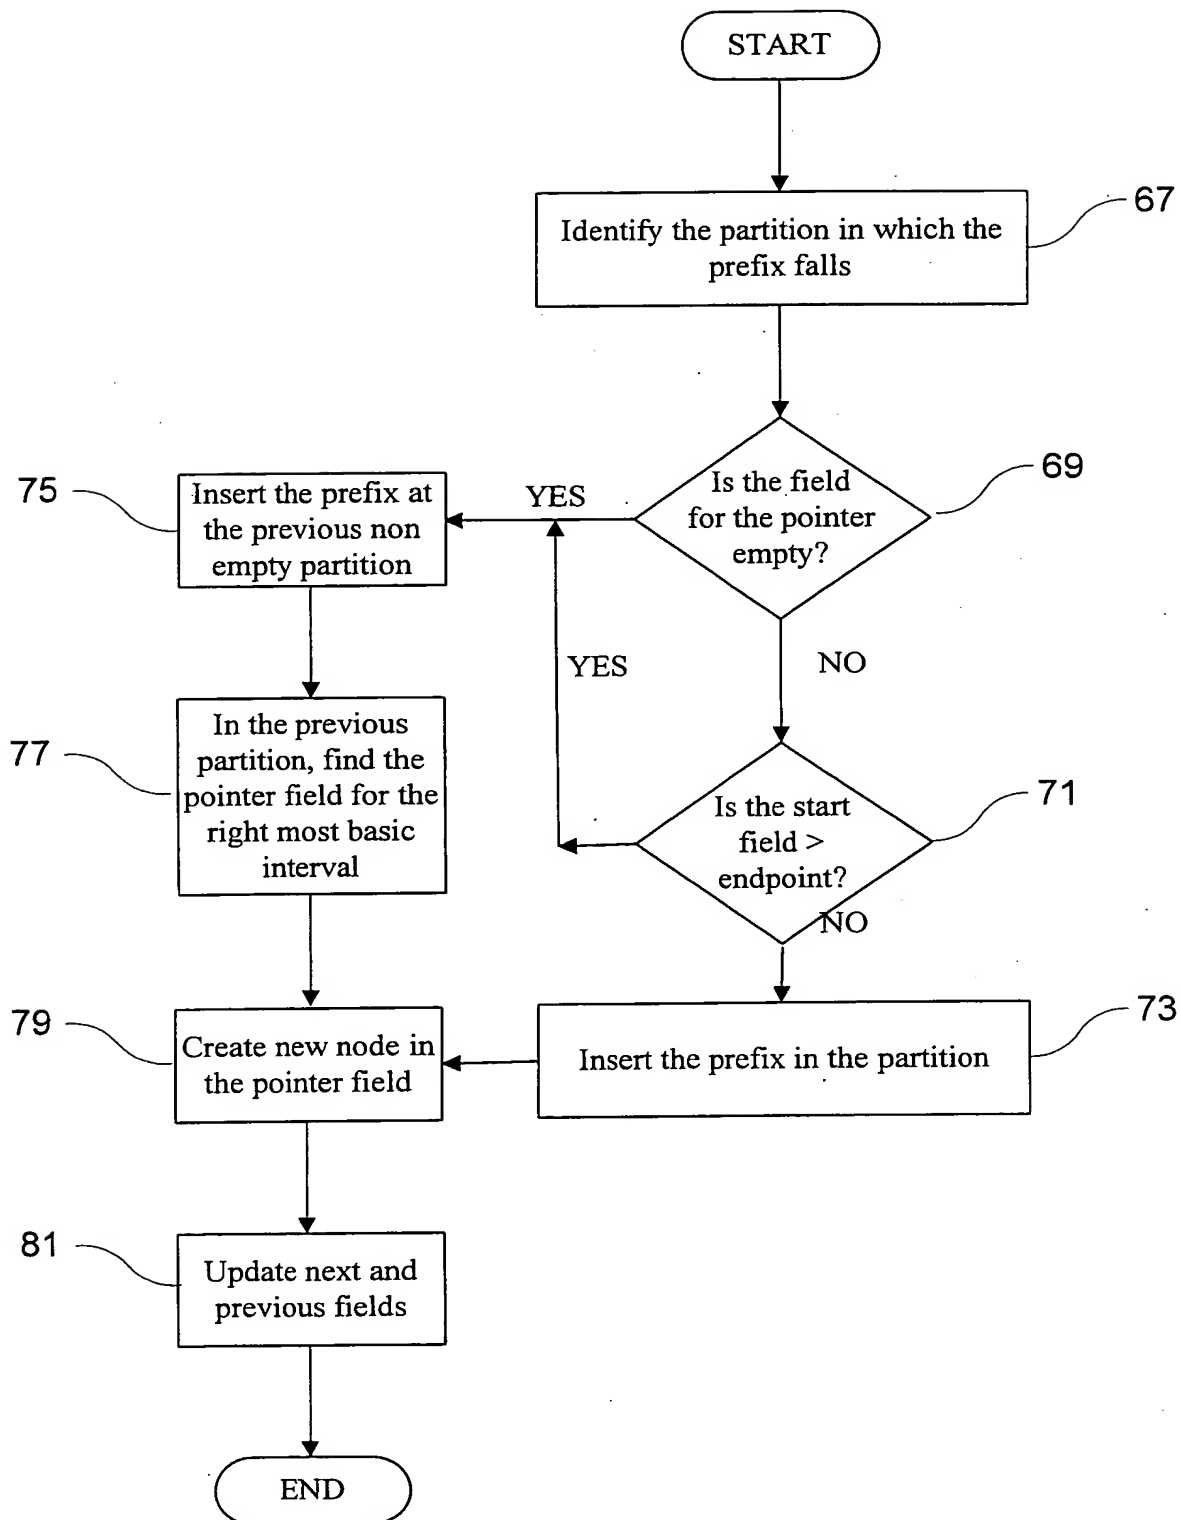 START
Identify the partition in which the
prefix falls
67
Is the field
for the pointer
empty?
69
YES
75
Insert the prefix at
the previous non
empty partition
NO
YES
77
In the previous
partition, find the
pointer field for the
right most basic
interval
Is the start
field >
endpoint?
71
NO
79
Create new node in
the pointer field
Insert the prefix in the partition
73
81
Update next and
previous fields
END